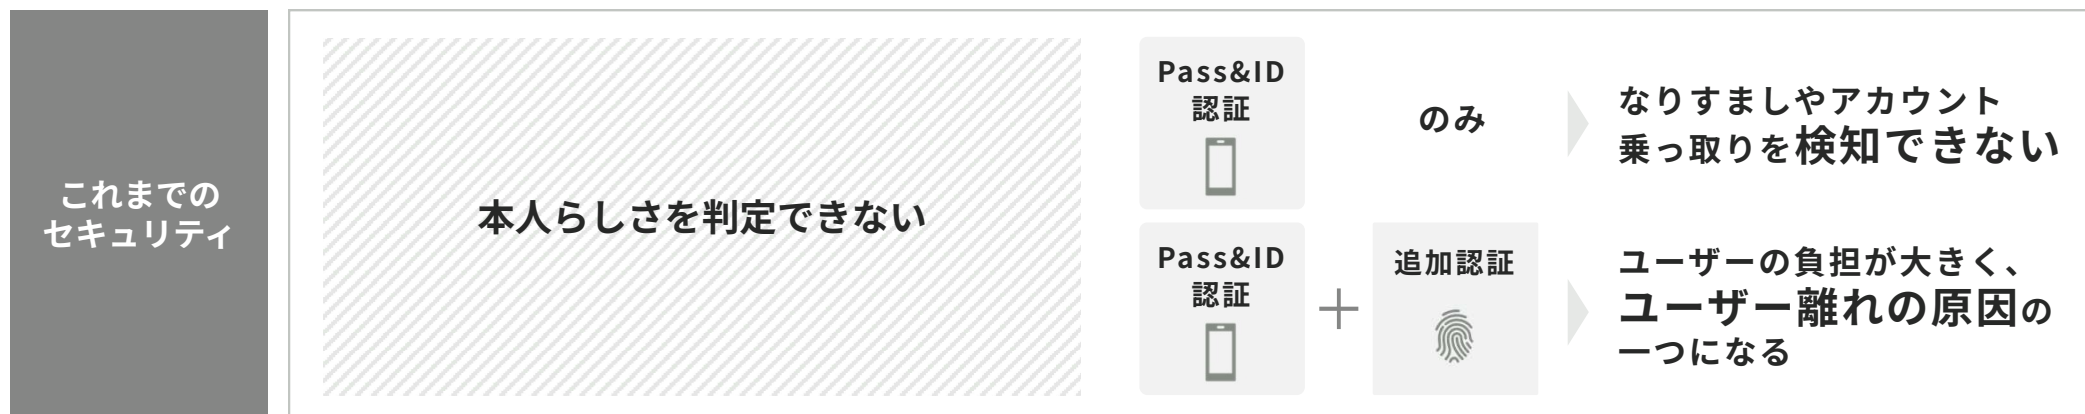 これまでの
セキュリティ
本人らしさを判定できない
Pass&ID
認証
のみ
なりすましやアカウント
乗っ取りを検知できない
Pass&ID
認証
＋
追加認証
ユーザーの負担が大きく、
ユーザー離れの原因の
一つになる